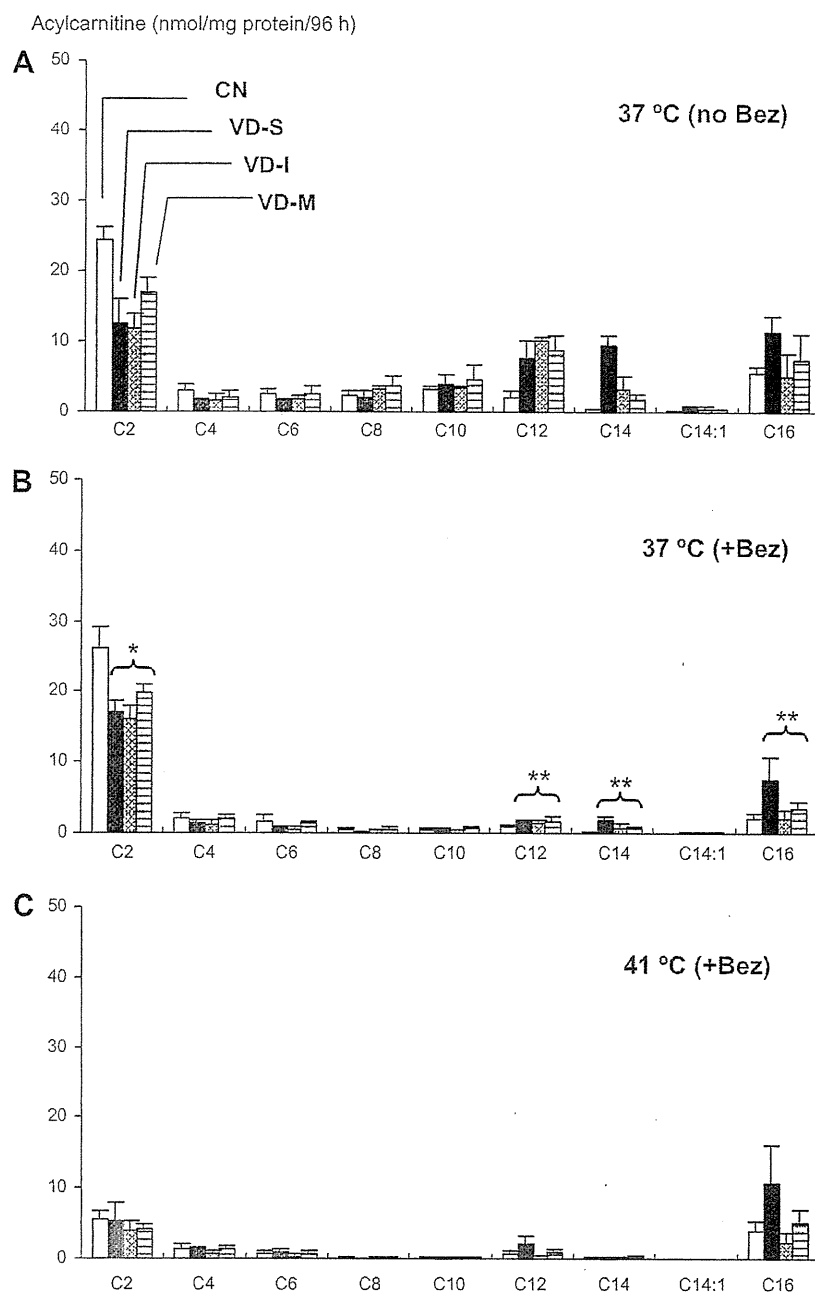 Acylcarnitine (nmol/mg protein/96 h)
A
50
40
30
20
10
0
CN
VD-S
VD-I
VD-M
37 ºC (no Bez)
C2 C4 C6 C8 C10 C12 C14 C14:1 C16
B
50
40
30
20
10
0
37 ºC (+Bez)
*
**
**
**
C2 C4 C6 C8 C10 C12 C14 C14:1 C16
C
50
40
30
20
10
0
41 ºC (+Bez)
C2 C4 C6 C8 C10 C12 C14 C14:1 C16